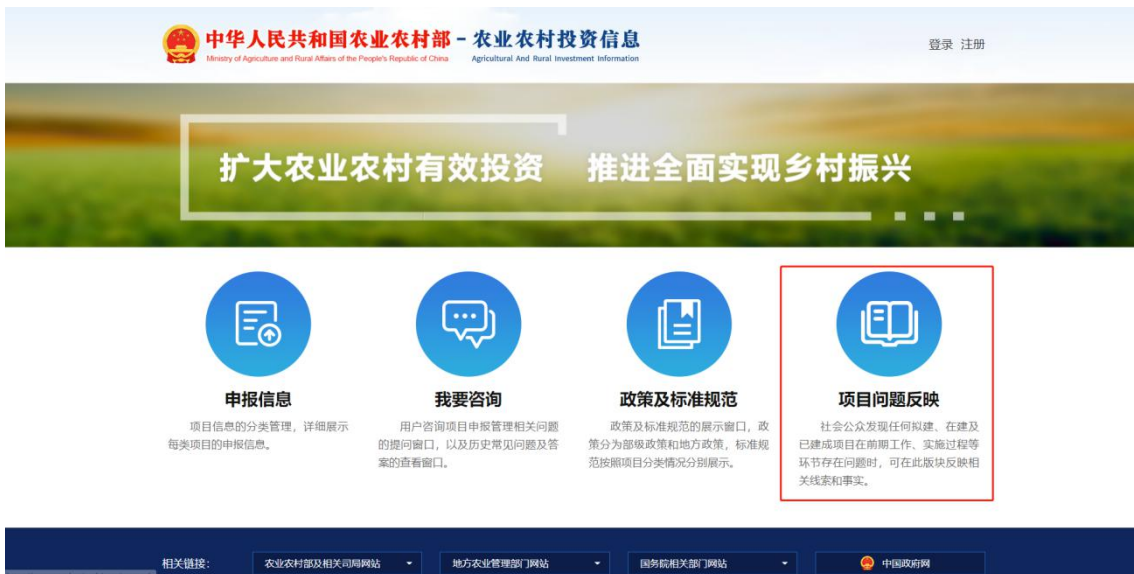 中华人民共和国农业农村部 - 农业农村投资信息
Ministry of Agriculture and Rural Affairs of the People's Republic of China Agricultural And Rural Investment Information
登录 注册
扩大农业农村有效投资 推进全面实现乡村振兴
申报信息
项目信息的分类管理，详细展示
每类项目的申报信息。
我要咨询
用户咨询项目申报管理相关问题
的提问窗口，以及历史常见问题及答
案的查看窗口。
政策及标准规范
政策及标准规范的展示窗口，政
策分为部级政策和地方政策，标准规
范按照项目分类情况分别展示。
项目问题反映
社会公众发现任何拟建、在建及
已建成项目在前期工作、实施过程等
环节存在问题时，可在此版块反映相
关线索和事实。
相关链接： 农业农村部及相关司局网站 地方农业管理部门网站 国务院相关部门网站 中国政府网